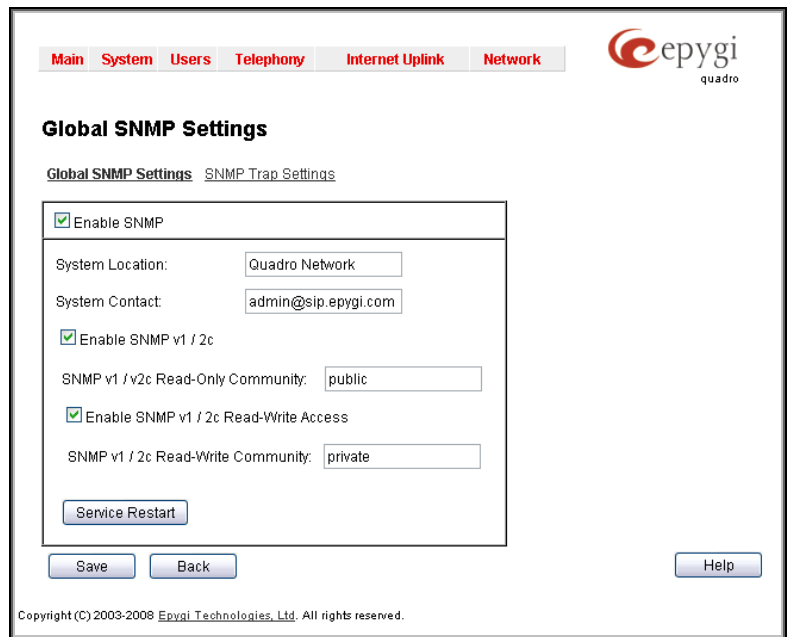 Main System Users Telephony Internet Uplink Network
epygi
quadro
Global SNMP Settings
Global SNMP Settings SNMP Trap Settings
Enable SNMP
System Location: Quadro Network
System Contact: admin@sip.epygi.com
Enable SNMP v1 / 2c
SNMP v1 / v2c Read-Only Community: public
Enable SNMP v1 / 2c Read-Write Access
SNMP v1 / 2c Read-Write Community: private
Service Restart
Save Back Help
Copyright (C) 2003-2008 Epygi Technologies, Ltd. All rights reserved.